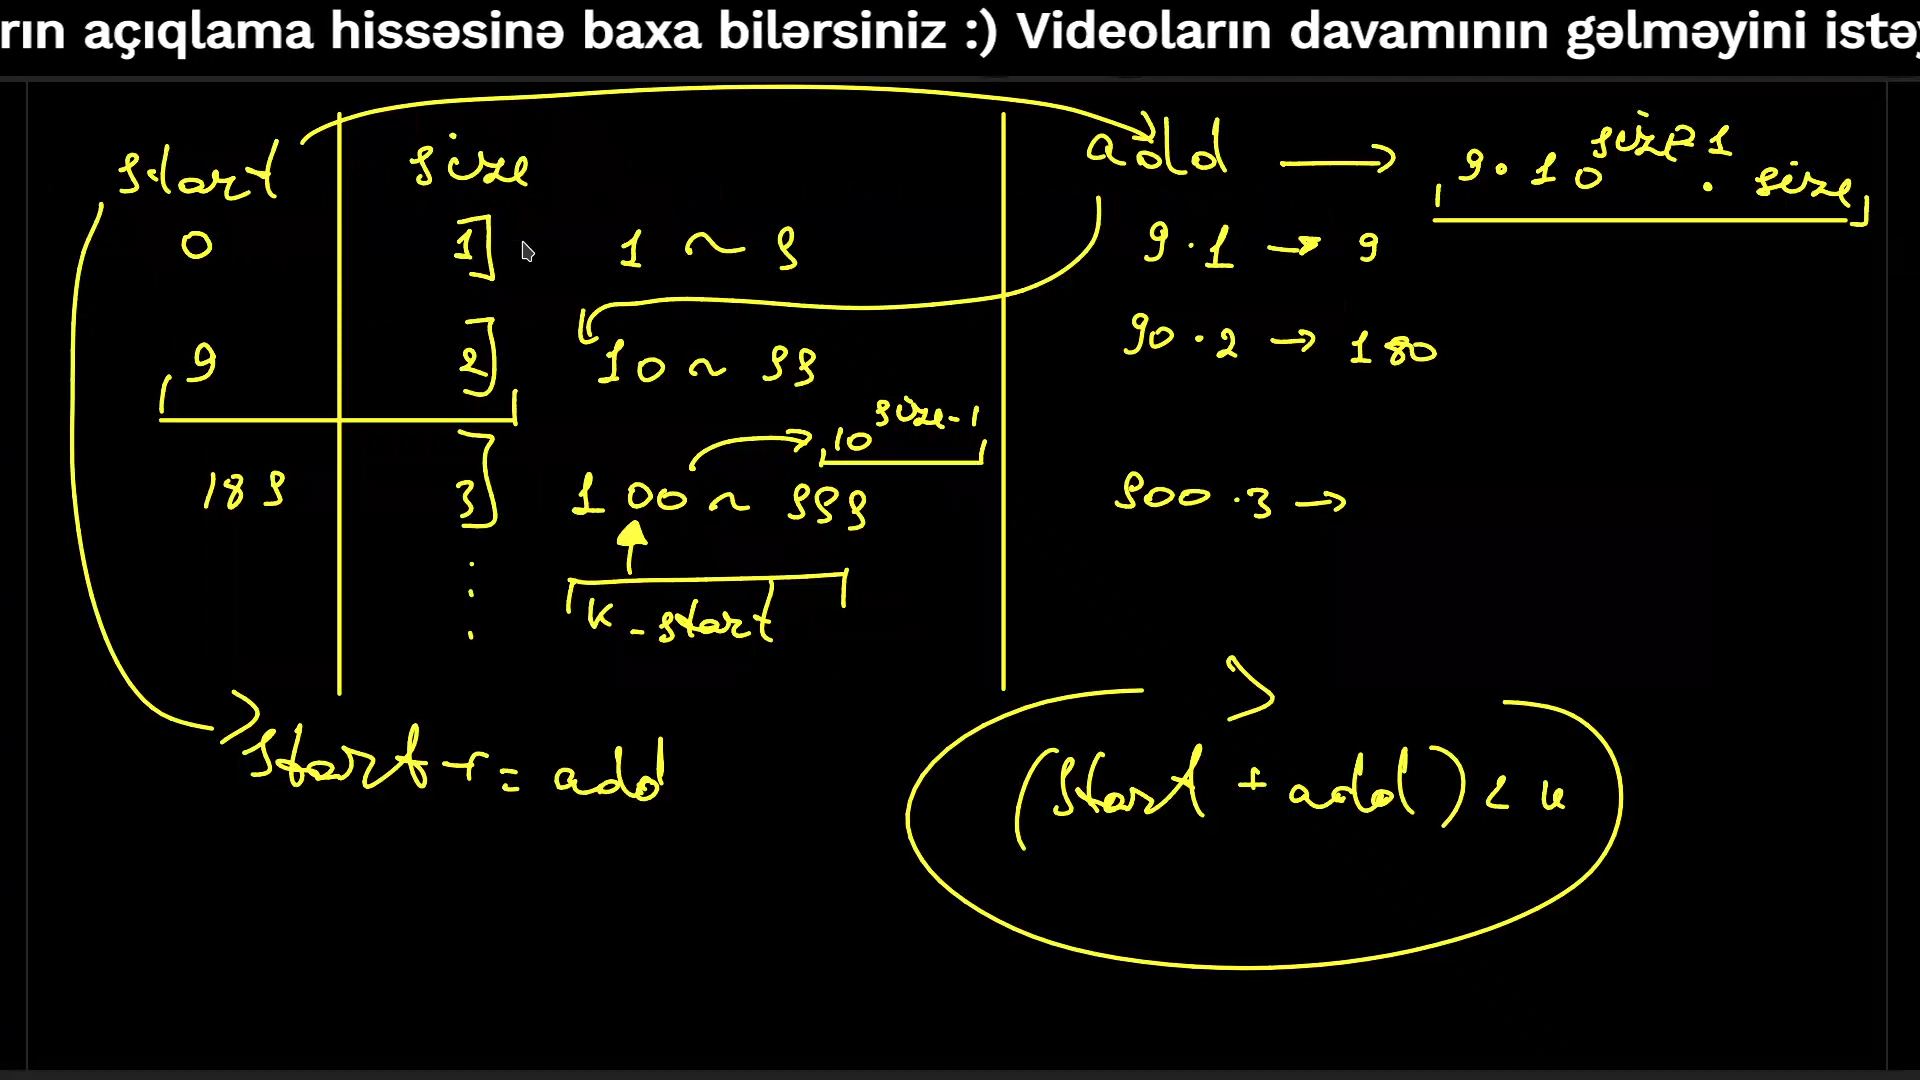 rın açıqlama hissəsinə baxa bilərsiniz :) Videoların davamının gəlməyini istəy
start size add → 9 · 10^size-1 · size
0 1] 1 ~ 9 9 · 1 → 9
9 2] 10 ~ 99 90 · 2 → 180
10^size-1
189 3] 100 ~ 999 900 · 3 →
k - start
start += add
(start + add) < k